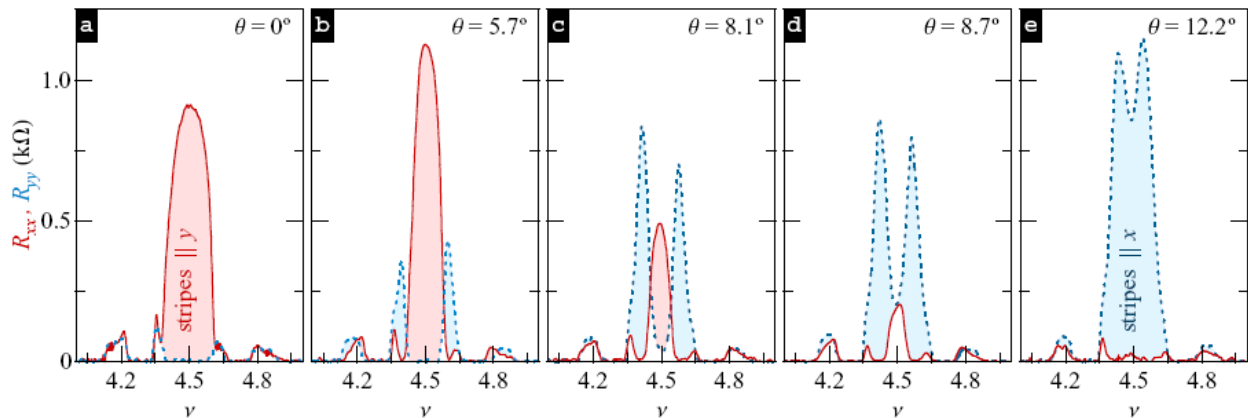 a θ = 0°
b θ = 5.7°
c θ = 8.1°
d θ = 8.7°
e θ = 12.2°
R_xx, R_yy (kΩ)
1.0
0.5
0
stripes || y
stripes || x
4.2 4.5 4.8
4.2 4.5 4.8
4.2 4.5 4.8
4.2 4.5 4.8
4.2 4.5 4.8
ν
ν
ν
ν
ν